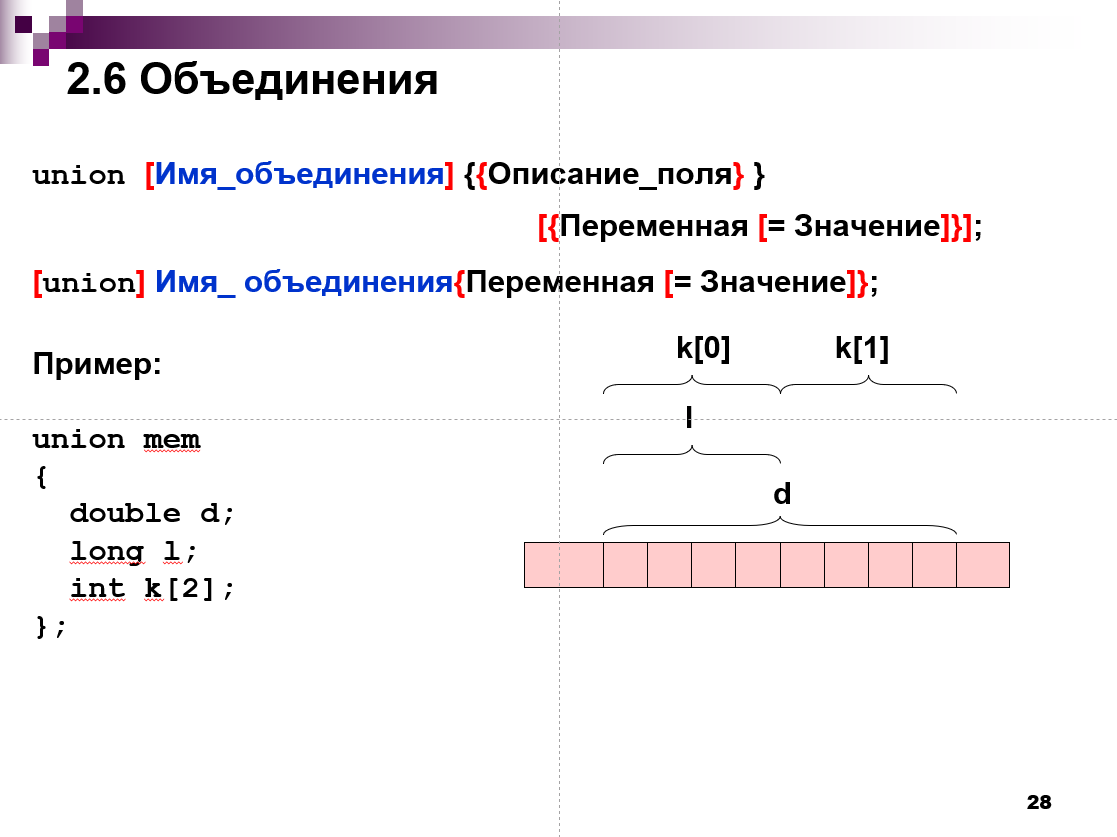 2.6 Объединения
union [Имя_объединения] {{Описание_поля} }
[{Переменная [= Значение]}];
[union] Имя_ объединения{Переменная [= Значение]};
k[0] k[1]
Пример:
l
union mem
{
d
double d;
long l;
int k[2];
};
28